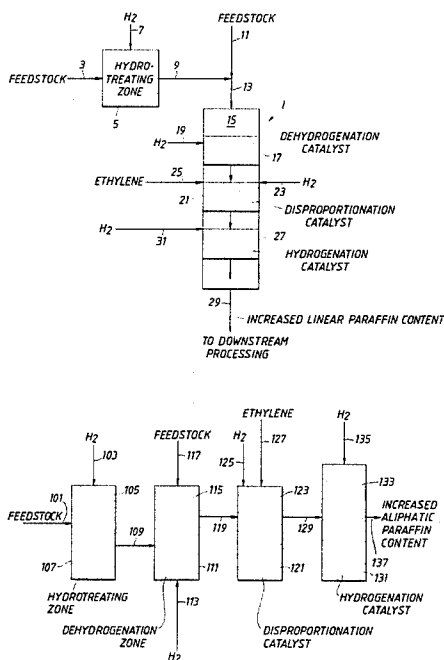 H2
7
FEEDSTOCK
11
HYDRO-
TREATING
ZONE
FEEDSTOCK
3
9
5
13
15
1
H2
19
DEHYDROGENATION
CATALYST
17
ETHYLENE
25
23
H2
21
DISPROPORTIONATION
CATALYST
27
H2
31
HYDROGENATION
CATALYST
29
INCREASED LINEAR PARAFFIN CONTENT
TO DOWNSTREAM
PROCESSING
ETHYLENE
H2
103
FEEDSTOCK
117
H2
125
127
H2
135
101
FEEDSTOCK
105
109
115
119
123
129
133
INCREASED
ALIPHATIC
PARAFFIN
CONTENT
137
107
111
121
131
HYDROTREATING
ZONE
113
DEHYDROGENATION ZONE
H2
DISPROPORTIONATION
CATALYST
HYDROGENATION
CATALYST